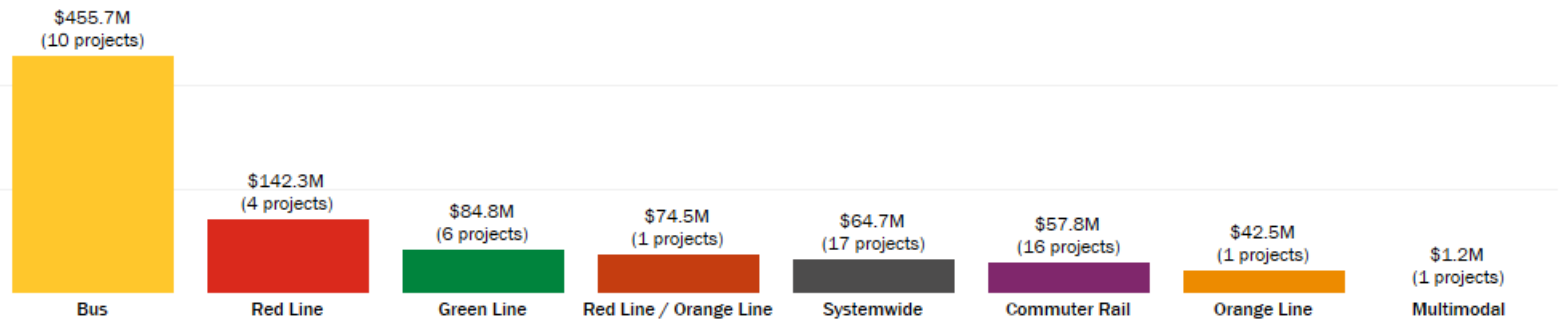 $455.7M
(10 projects)
Bus
$142.3M
(4 projects)
Red Line
$84.8M
(6 projects)
Green Line
$74.5M
(1 projects)
Red Line / Orange Line
$64.7M
(17 projects)
Systemwide
$57.8M
(16 projects)
Commuter Rail
$42.5M
(1 projects)
Orange Line
$1.2M
(1 projects)
Multimodal